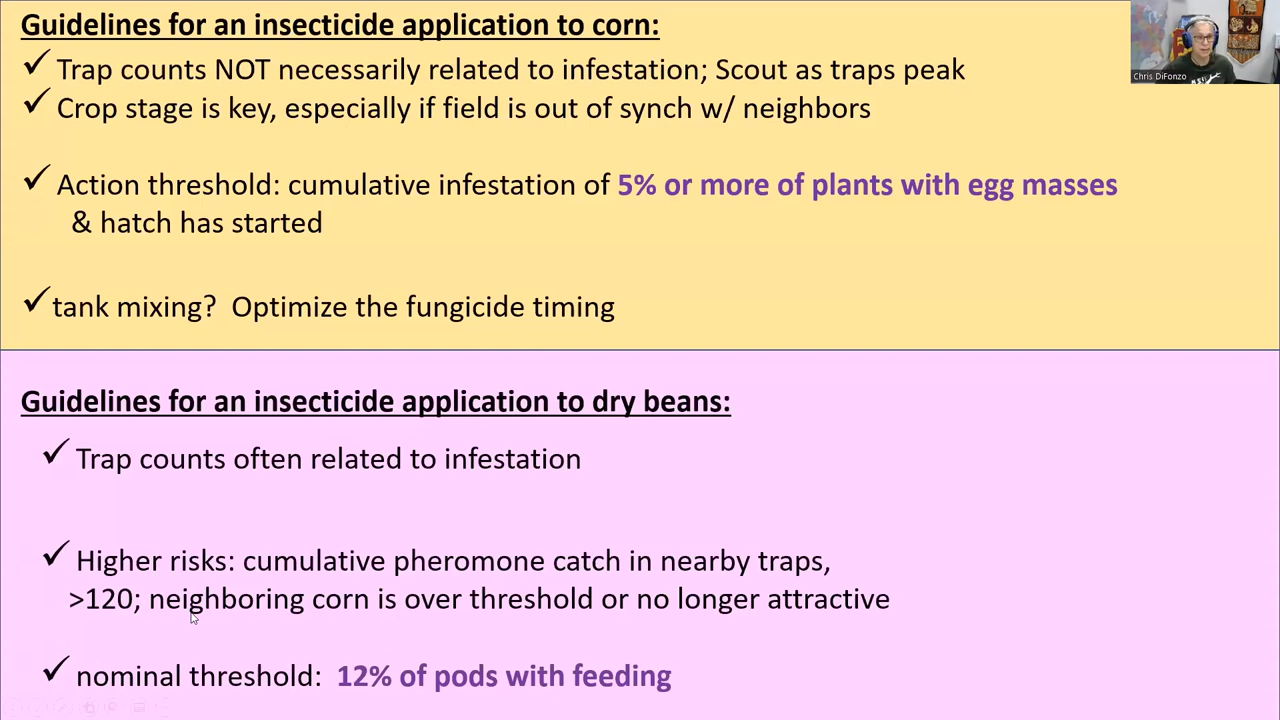 Guidelines for an insecticide application to corn:
✓ Trap counts NOT necessarily related to infestation; Scout as traps peak
✓ Crop stage is key, especially if field is out of synch w/ neighbors
✓ Action threshold: cumulative infestation of 5% or more of plants with egg masses
& hatch has started
✓ tank mixing?  Optimize the fungicide timing
Chris DiFonzo
Guidelines for an insecticide application to dry beans:
✓ Trap counts often related to infestation
✓ Higher risks: cumulative pheromone catch in nearby traps,
>120; neighboring corn is over threshold or no longer attractive
✓ nominal threshold:  12% of pods with feeding